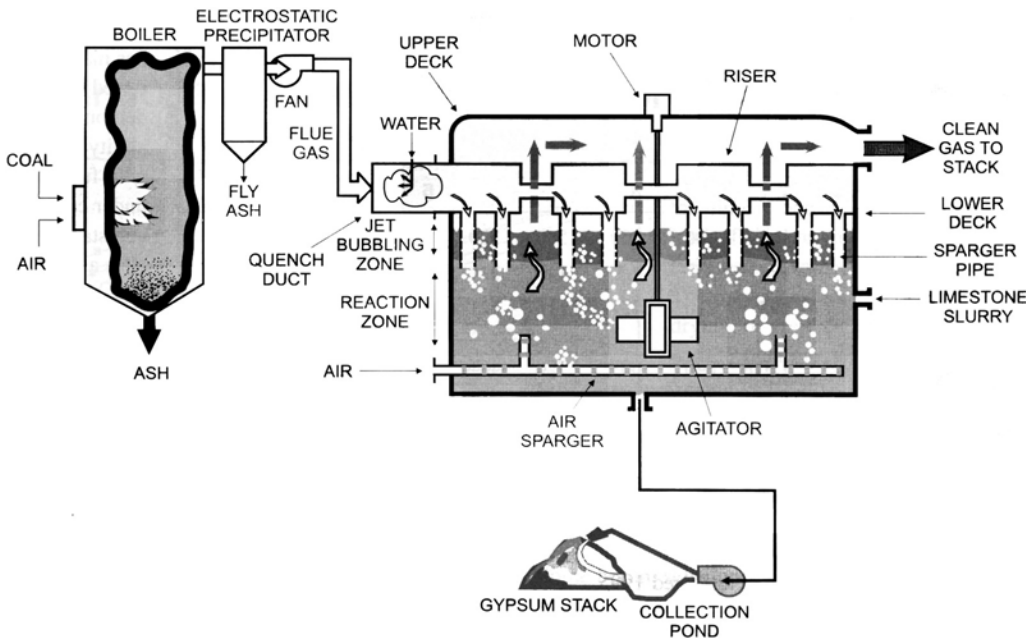 BOILER
ELECTROSTATIC
PRECIPITATOR
FAN
FLUE
GAS
COAL
AIR
FLY
ASH
ASH
WATER
QUENCH
DUCT
UPPER
DECK
MOTOR
RISER
CLEAN
GAS TO
STACK
LOWER
DECK
SPARGER
PIPE
LIMESTONE
SLURRY
JET
BUBBLING
ZONE
REACTION
ZONE
AIR
AIR
SPARGER
AGITATOR
GYPSUM STACK
COLLECTION
POND